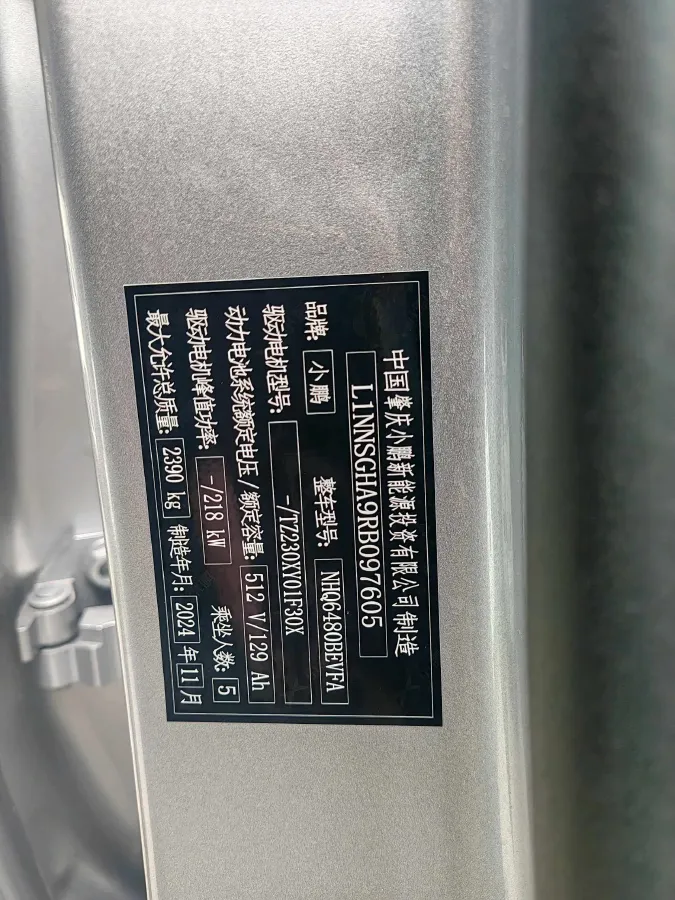 中国肇庆小鹏新能源投资有限公司 制造
L1NNSGHA9RB097605
品牌: 小鹏 整车型号: NHQ6480BEVFA
驱动电机型号: -/TZ230XY01F30X
动力电池系统额定电压/额定容量: 512 V/129 Ah
驱动电机峰值功率: -/218 kW 乘坐人数: 5
最大允许总质量: 2390 kg 制造年月: 2024 年 11 月